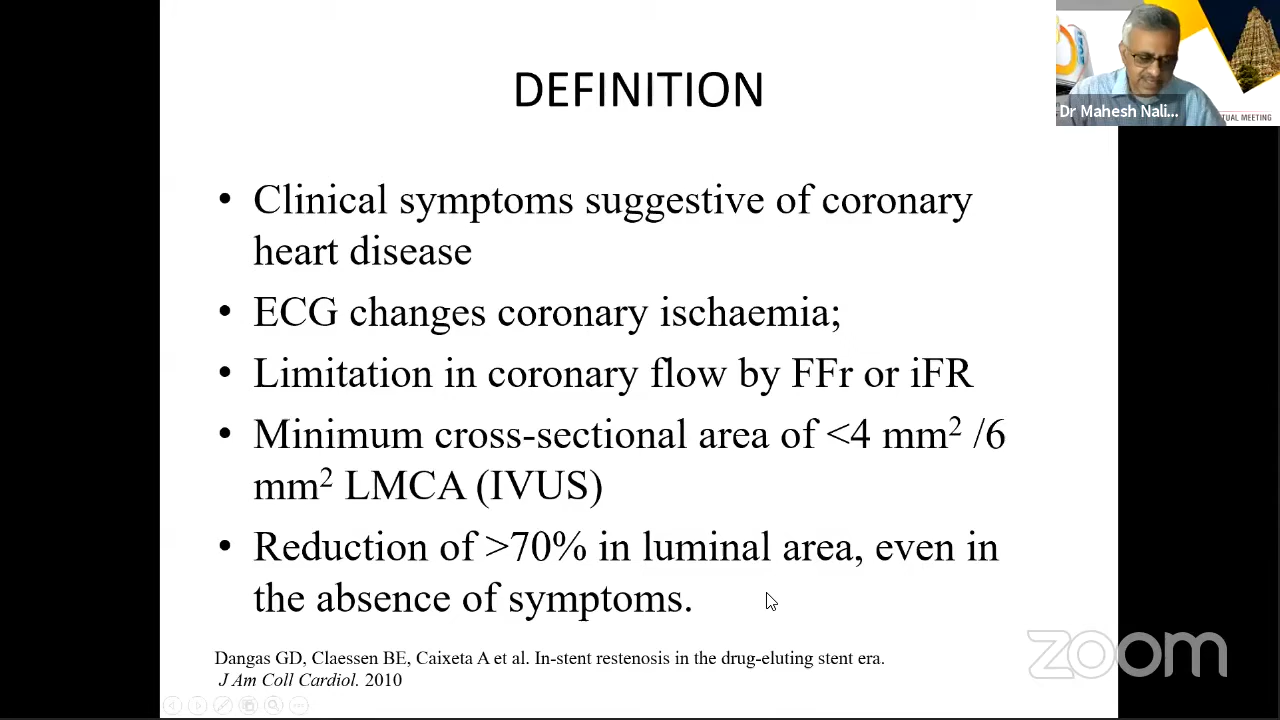 DEFINITION
• Clinical symptoms suggestive of coronary
heart disease
• ECG changes coronary ischaemia;
• Limitation in coronary flow by FFr or iFR
• Minimum cross-sectional area of <4 mm² /6
mm² LMCA (IVUS)
• Reduction of >70% in luminal area, even in
the absence of symptoms.
Dangas GD, Claessen BE, Caixeta A et al. In-stent restenosis in the drug-eluting stent era.
J Am Coll Cardiol. 2010
Dr Mahesh Nali...
TUAL MEETING
zoom